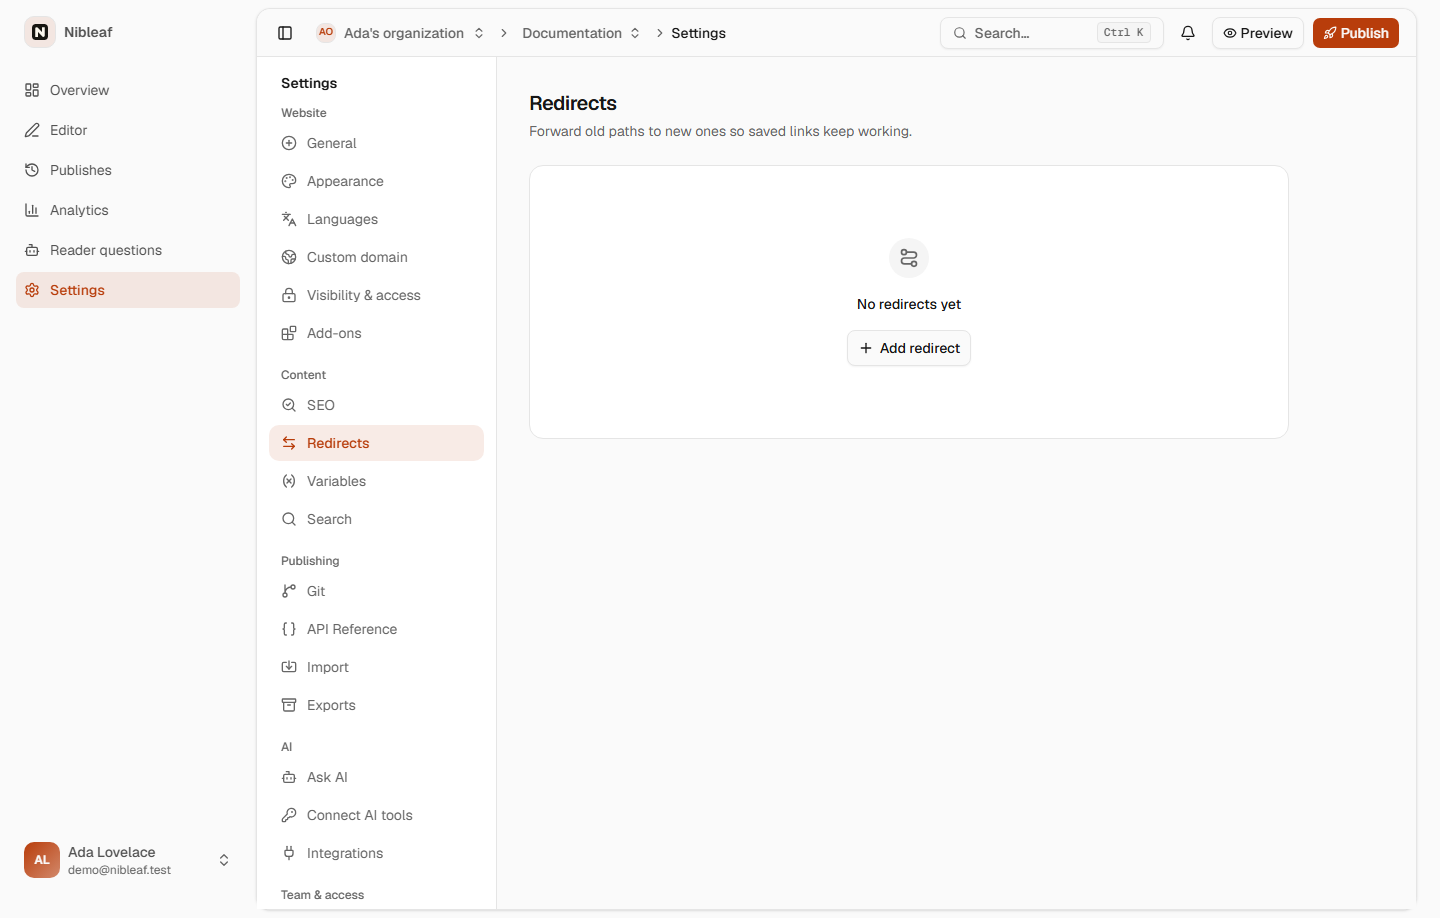 Nibleaf
Overview
Editor
Publishes
Analytics
Reader questions
Settings
AL
Ada Lovelace
demo@nibleaf.test
AO Ada's organization
Documentation
Settings
Search...
Ctrl K
Preview
Publish
Settings
Website
General
Appearance
Languages
Custom domain
Visibility & access
Add-ons
Content
SEO
Redirects
Variables
Search
Publishing
Git
API Reference
Import
Exports
AI
Ask AI
Connect AI tools
Integrations
Team & access
Redirects
Forward old paths to new ones so saved links keep working.
No redirects yet
Add redirect